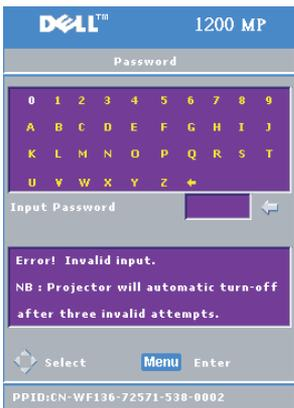 DELL™ 1200 MP
Password
0 1 2 3 4 5 6 7 8 9
A B C D E F G H I J
K L M N O P Q R S T
U V W X Y Z ←
Input Password
Error! Invalid input.
NB : Projector will automatic turn-off
after three invalid attempts.
Select Menu Enter
PPID:CN-WF136-72571-538-0002